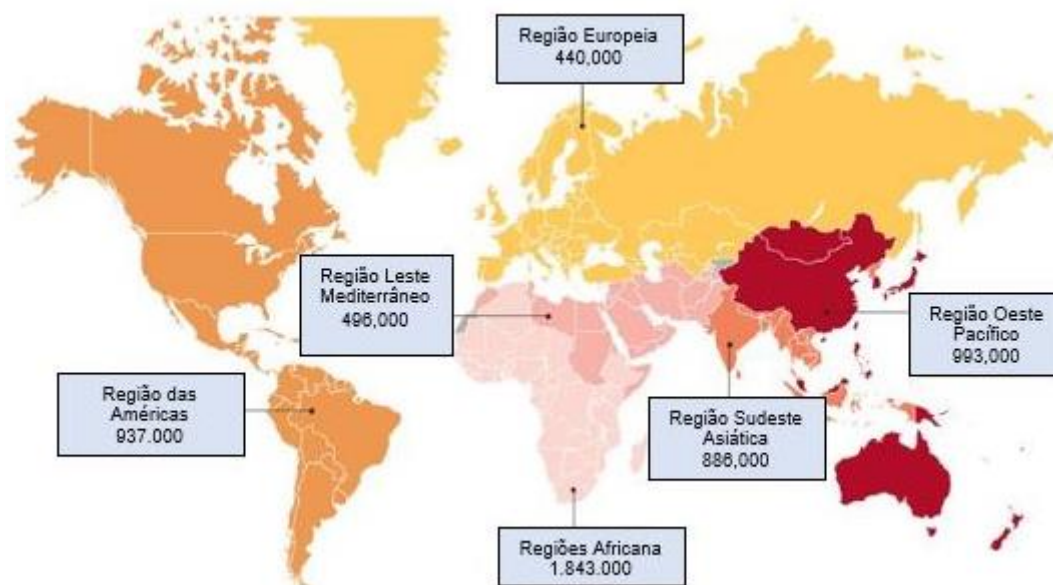 Região Europeia
440,000
Região Leste
Mediterrâneo
496,000
Região Oeste
Pacífico
993,000
Região das
Américas
937.000
Região Sudeste
Asiática
886,000
Regiões Africana
1.843.000